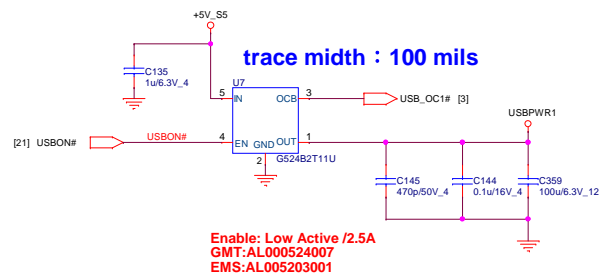 +5V_S5
trace midth：100 mils
C135
1u/6.3V_4
U7
5 IN OCB 3 USB_OC1# [3]
USBPWR1
[21] USBON# USBON# 4 EN GND OUT 1
2 G524B2T11U
C145 C144 C359
470p/50V_4 0.1u/16V_4 100u/6.3V_12
Enable: Low Active /2.5A
GMT:AL000524007
EMS:AL005203001